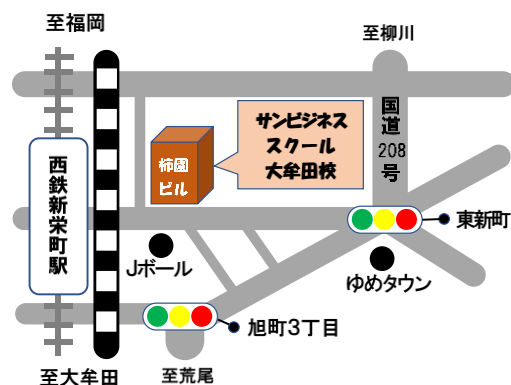 至福岡
至柳川
サンビジネス
スクール
大牟田校
国道
208
号
柿園
ビル
西鉄新栄町駅
東新町
Jボール
ゆめタウン
旭町3丁目
至大牟田
至荒尾